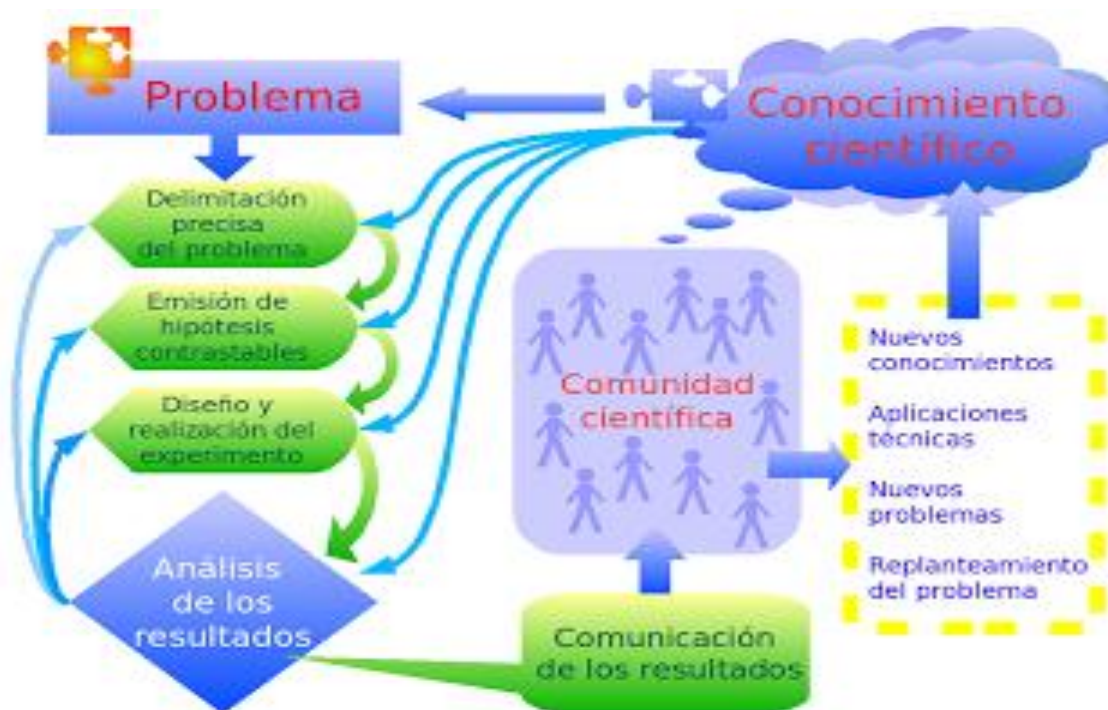 Problema
Conocimiento
científico
Delimitación
precisa
del problema
Emisión de
hipótesis
contrastables
Diseño y
realización del
experimento
Análisis
de los
resultados
Comunidad
científica
Comunicación
de los resultados
Nuevos
conocimientos
Aplicaciones
técnicas
Nuevos
problemas
Replanteamiento
del problema